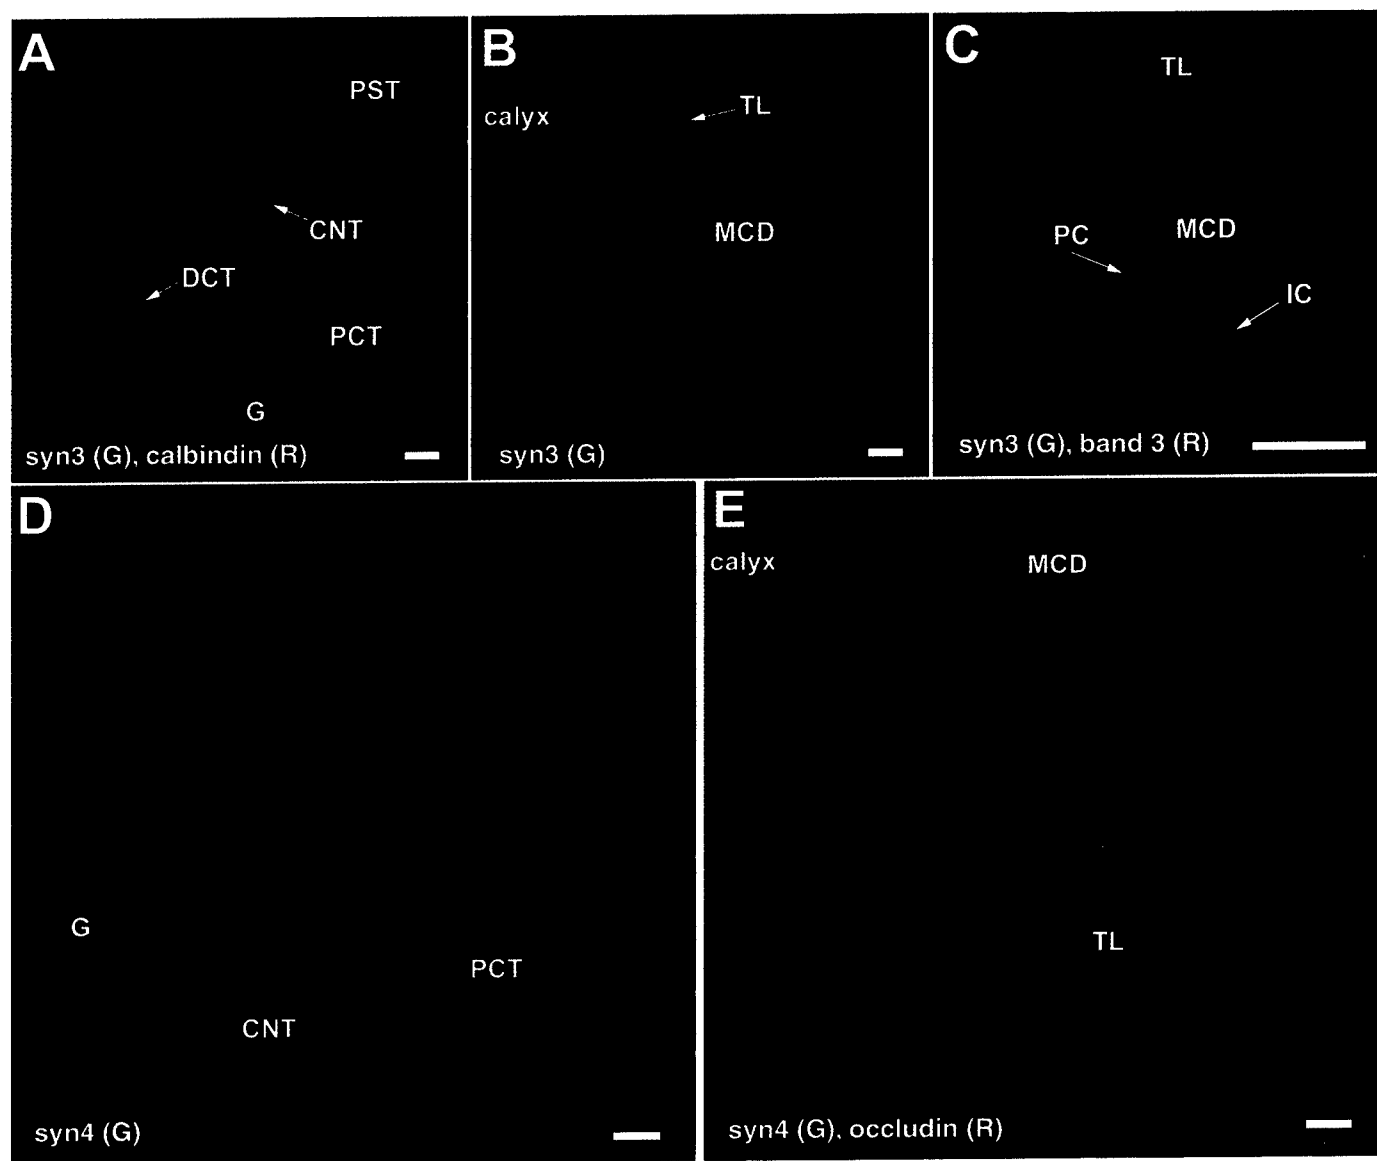 A
PST
CNT
DCT
PCT
G
syn3 (G), calbindin (R)
B
calyx
TL
MCD
syn3 (G)
C
TL
PC
MCD
IC
syn3 (G), band 3 (R)
D
G
PCT
CNT
syn4 (G)
E
calyx
MCD
TL
syn4 (G), occludin (R)